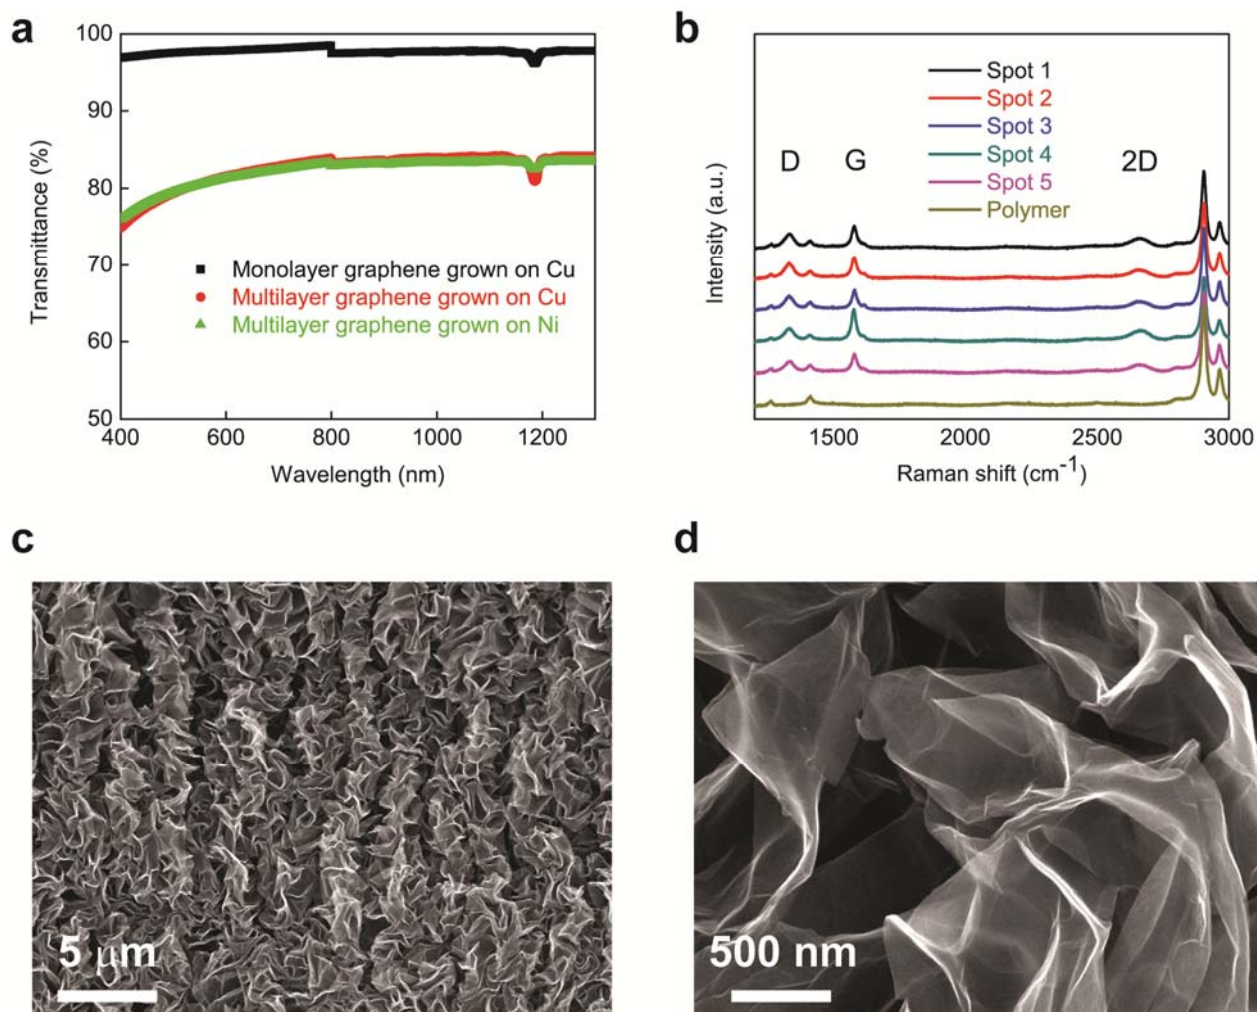 a
100
90
80
70
60
50
400
600
800
1000
1200
Transmittance (%)
Wavelength (nm)
Monolayer graphene grown on Cu
Multilayer graphene grown on Cu
Multilayer graphene grown on Ni
b
Spot 1
Spot 2
Spot 3
Spot 4
Spot 5
Polymer
D
G
2D
Intensity (a.u.)
1500
2000
2500
3000
Raman shift (cm⁻¹)
c
5 μm
d
500 nm